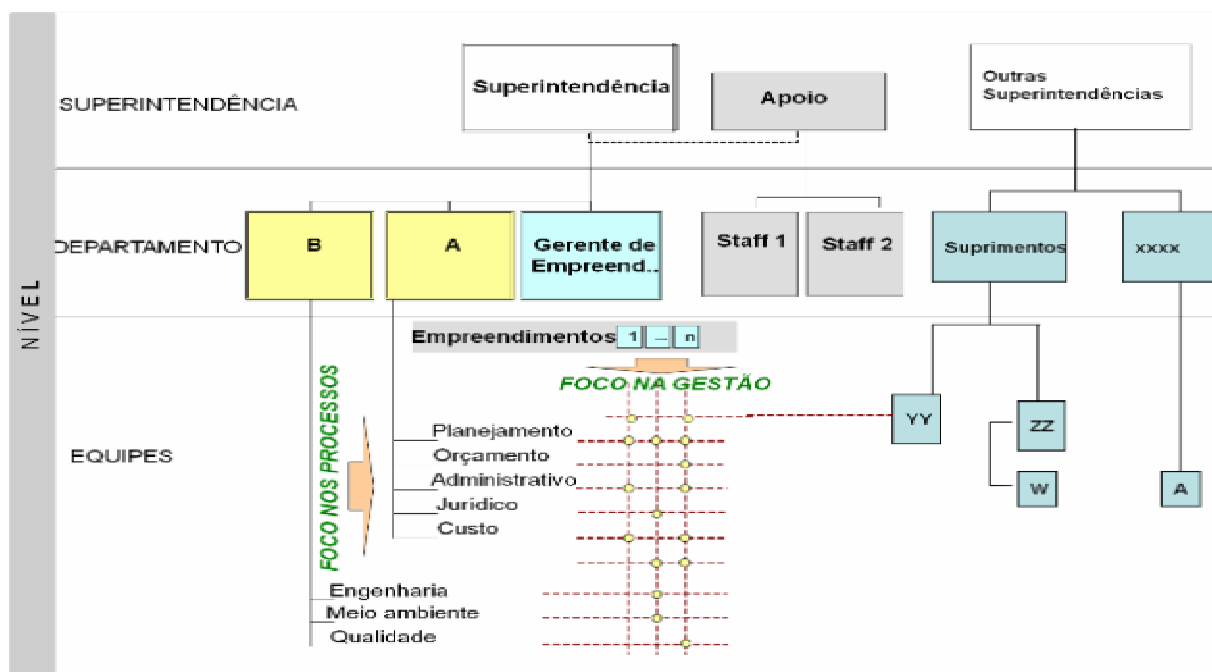 NÍVEL
SUPERINTENDÊNCIA
Superintendência
Apoio
Outras
Superintendências
DEPARTAMENTO
B
A
Gerente de
Empreend..
Staff 1
Staff 2
Suprimentos
xxxx
Empreendimentos
1
...
n
FOCO NA GESTÃO
FOCO NOS PROCESSOS
EQUIPES
Planejamento
Orçamento
Administrativo
Jurídico
Custo
Engenharia
Meio ambiente
Qualidade
YY
ZZ
W
A